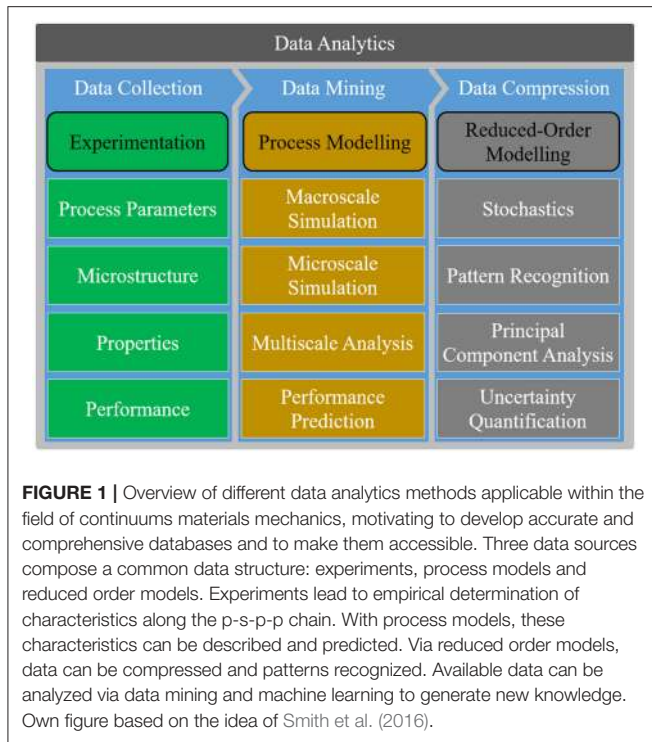 Data Analytics
Data Collection
Data Mining
Data Compression
Experimentation
Process Modelling
Reduced-Order
Modelling
Process Parameters
Macroscale
Simulation
Stochastics
Microstructure
Microscale
Simulation
Pattern Recognition
Properties
Multiscale Analysis
Principal
Component Analysis
Performance
Performance
Prediction
Uncertainty
Quantification
FIGURE 1 | Overview of different data analytics methods applicable within the
field of continuums materials mechanics, motivating to develop accurate and
comprehensive databases and to make them accessible. Three data sources
compose a common data structure: experiments, process models and
reduced order models. Experiments lead to empirical determination of
characteristics along the p-s-p-p chain. With process models, these
characteristics can be described and predicted. Via reduced order models,
data can be compressed and patterns recognized. Available data can be
analyzed via data mining and machine learning to generate new knowledge.
Own figure based on the idea of Smith et al. (2016).